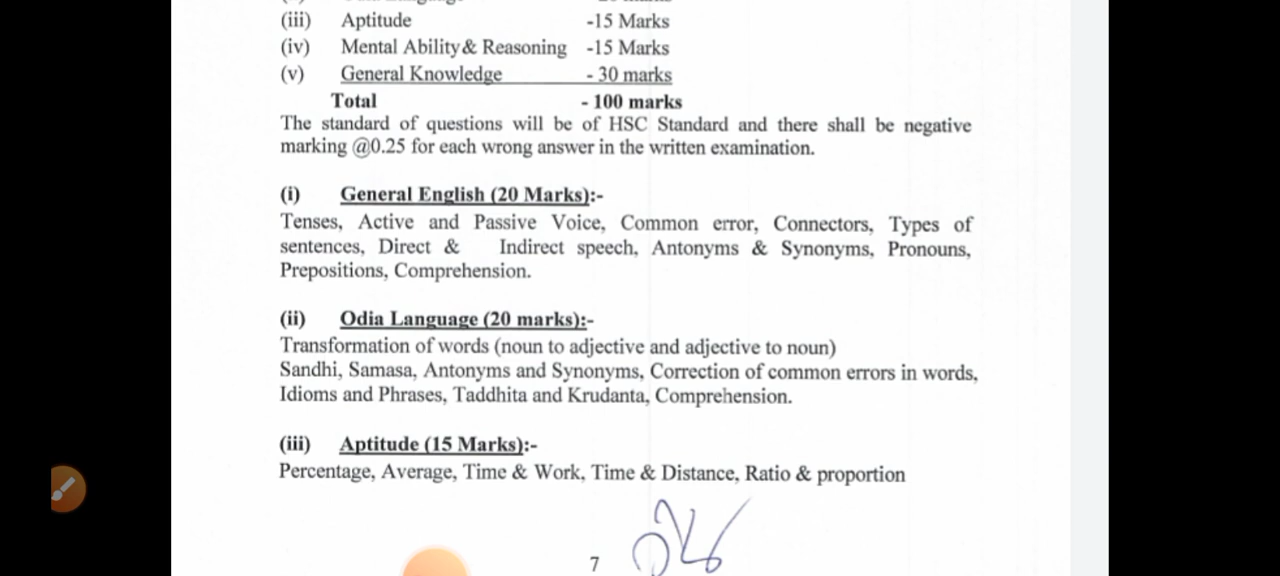 (iii) Aptitude -15 Marks
(iv) Mental Ability & Reasoning -15 Marks
(v) General Knowledge - 30 marks
Total - 100 marks
The standard of questions will be of HSC Standard and there shall be negative
marking @0.25 for each wrong answer in the written examination.
(i) General English (20 Marks):-
Tenses, Active and Passive Voice, Common error, Connectors, Types of
sentences, Direct & Indirect speech, Antonyms & Synonyms, Pronouns,
Prepositions, Comprehension.
(ii) Odia Language (20 marks):-
Transformation of words (noun to adjective and adjective to noun)
Sandhi, Samasa, Antonyms and Synonyms, Correction of common errors in words,
Idioms and Phrases, Taddhita and Krudanta, Comprehension.
(iii) Aptitude (15 Marks):-
Percentage, Average, Time & Work, Time & Distance, Ratio & proportion
7